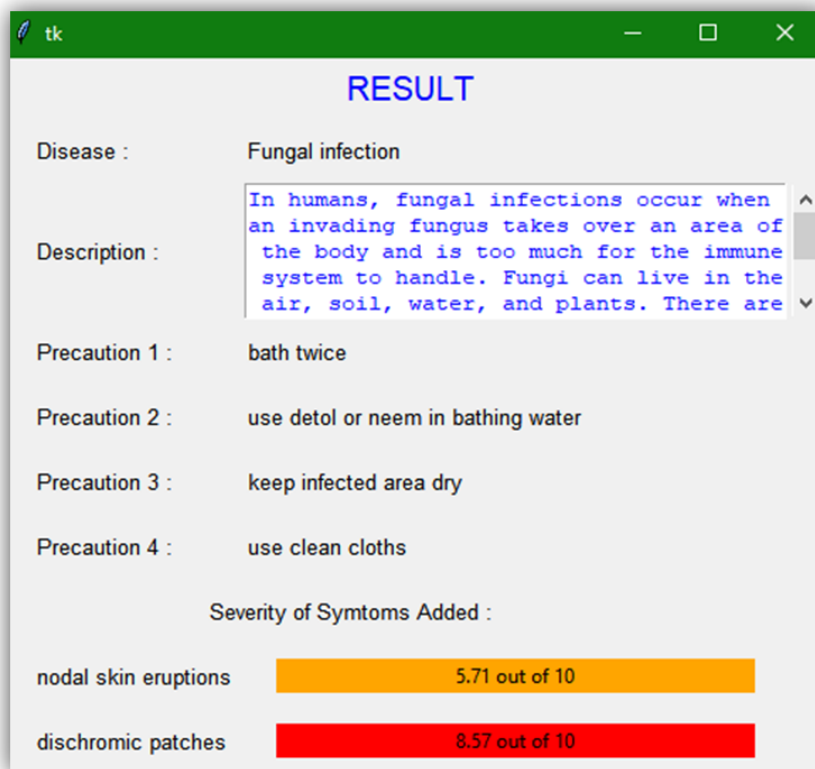 tk
RESULT
Disease : Fungal infection
Description :
In humans, fungal infections occur when
an invading fungus takes over an area of
the body and is too much for the immune
system to handle. Fungi can live in the
air, soil, water, and plants. There are
Precaution 1 : bath twice
Precaution 2 : use detol or neem in bathing water
Precaution 3 : keep infected area dry
Precaution 4 : use clean cloths
Severity of Symtoms Added :
nodal skin eruptions 5.71 out of 10
dischromic patches 8.57 out of 10